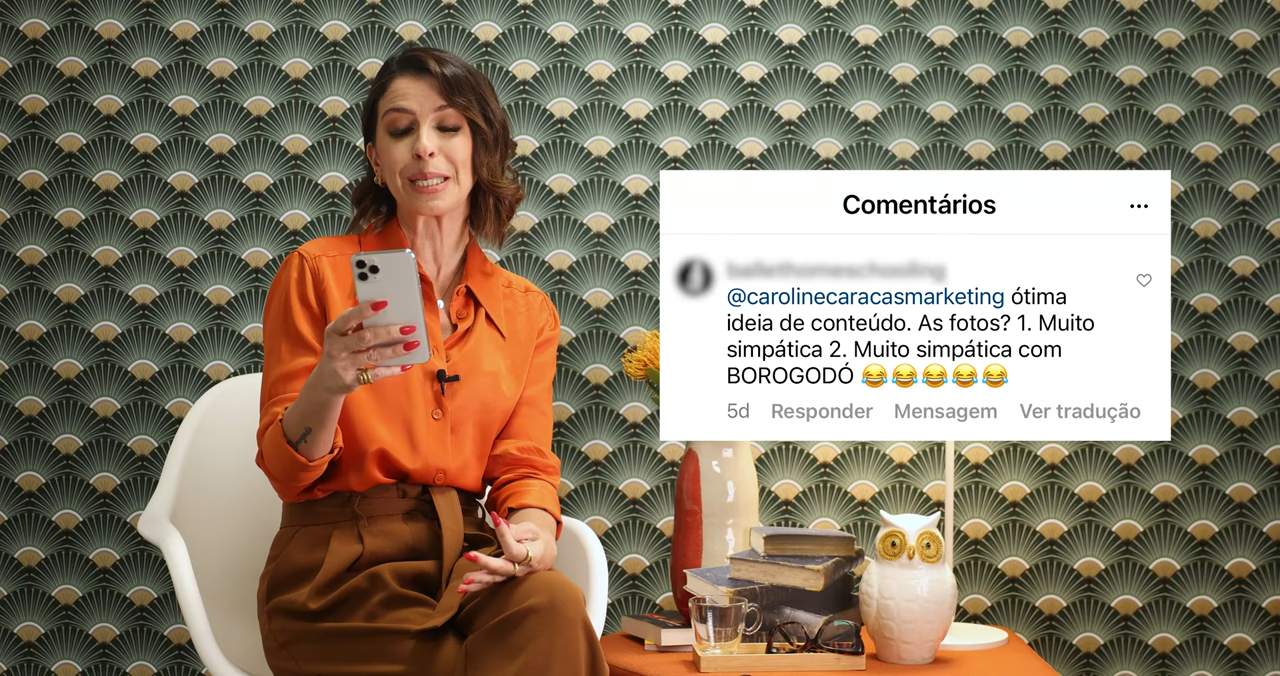 Comentários
@carolinecaracasmarketing ótima
ideia de conteúdo. As fotos? 1. Muito
simpática 2. Muito simpática com
BOROGODÓ 😂😂😂😂😂
5d Responder Mensagem Ver tradução